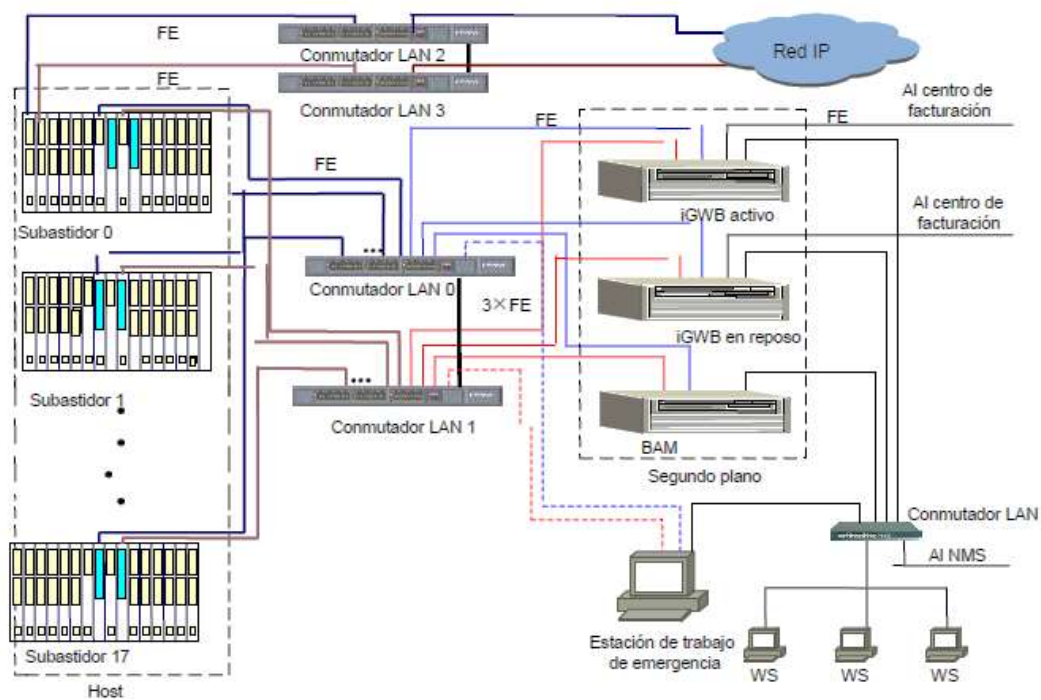 FE
Conmutador LAN 2
Red IP
FE
Conmutador LAN 3
Al centro de
facturación
FE
FE
FE
iGWB activo
Al centro de
facturación
Subastidor 0
Conmutador LAN 0
3×FE
iGWB en reposo
Subastidor 1
Conmutador LAN 1
BAM
Segundo plano
Conmutador LAN
Al NMS
Estación de trabajo
de emergencia
Subastidor 17
WS
WS
WS
Host